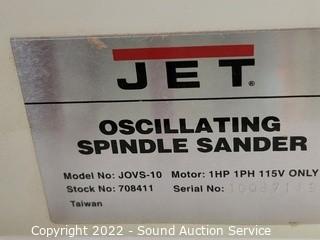 JET®
OSCILLATING
SPINDLE SANDER
Model No: JOVS-10 Motor: 1HP 1PH 115V ONLY
Stock No: 708411 Serial No:
Taiwan
Copyright 2022 - Sound Auction Service